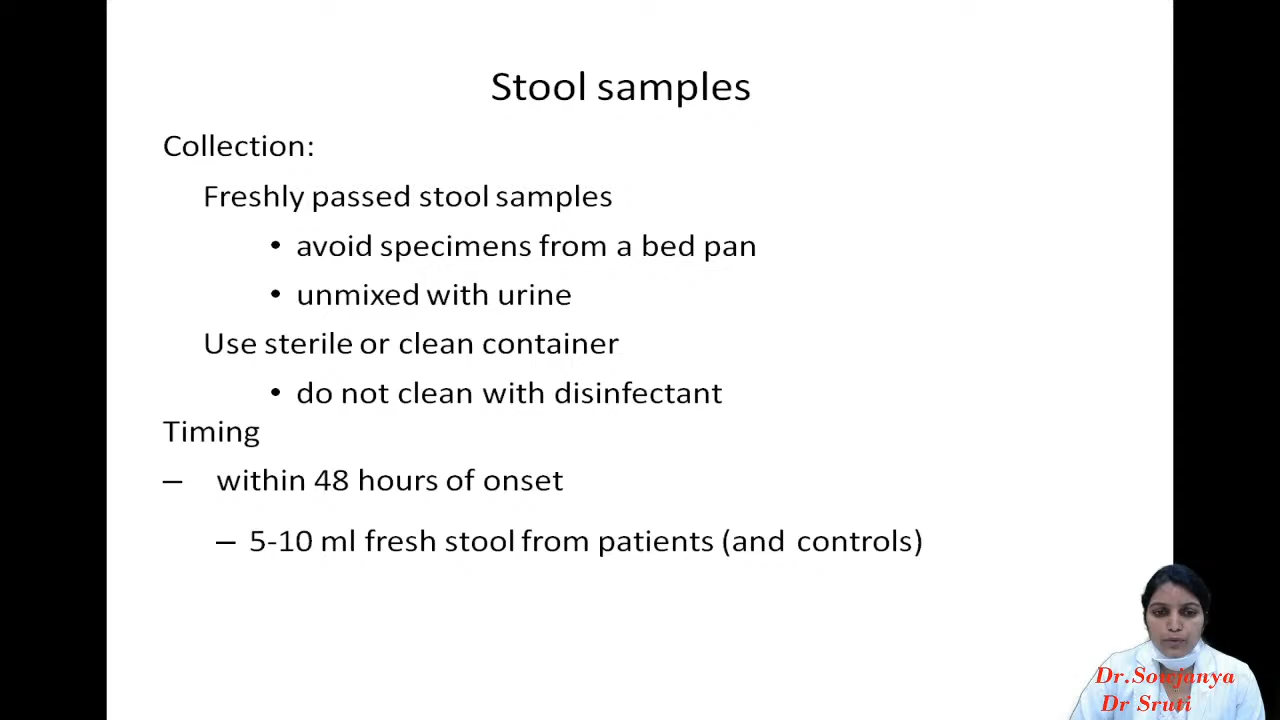 Stool samples
Collection:
Freshly passed stool samples
• avoid specimens from a bed pan
• unmixed with urine
Use sterile or clean container
• do not clean with disinfectant
Timing
– within 48 hours of onset
– 5-10 ml fresh stool from patients (and controls)
Dr.Sowjanya
Dr Sruti